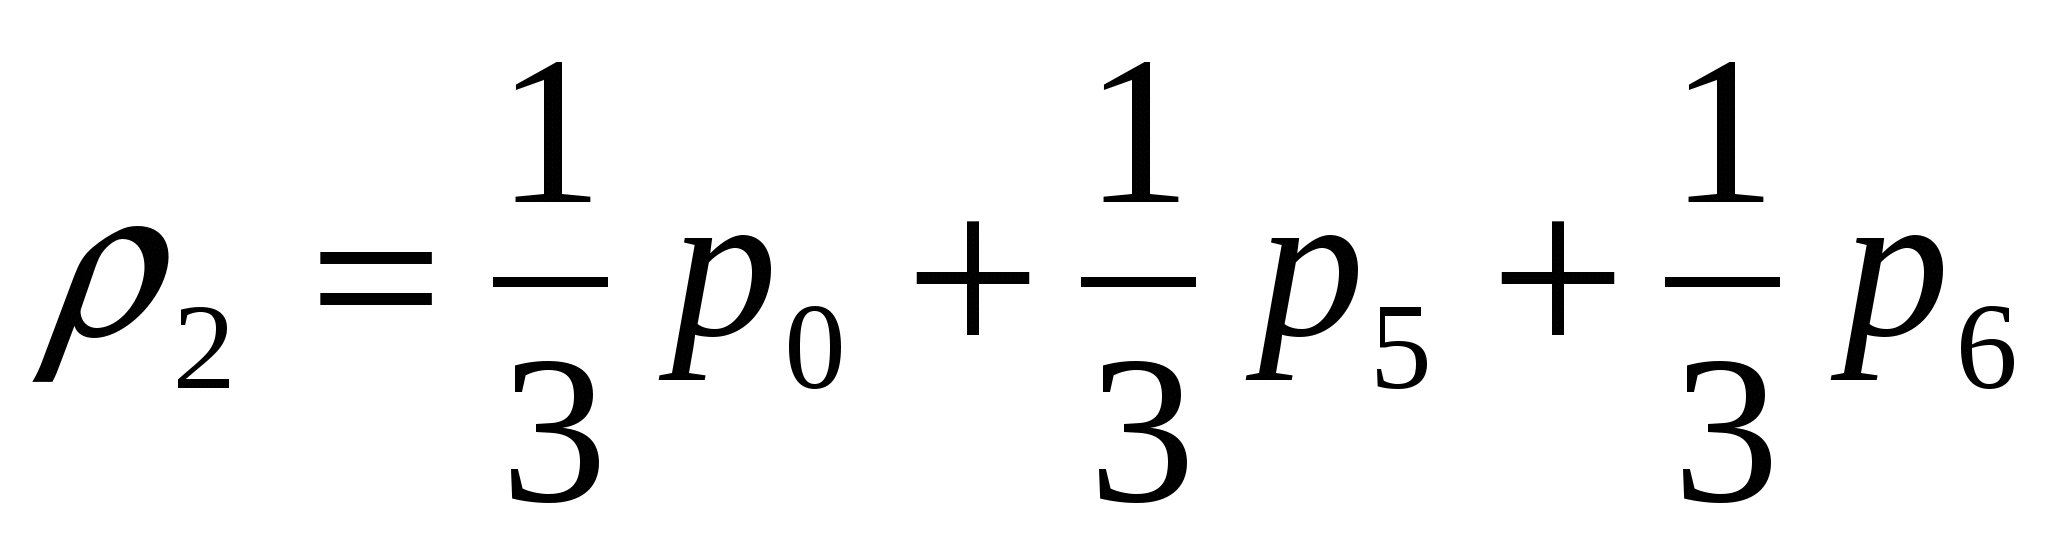 ρ₂ = 1/3 p₀ + 1/3 p₅ + 1/3 p₆